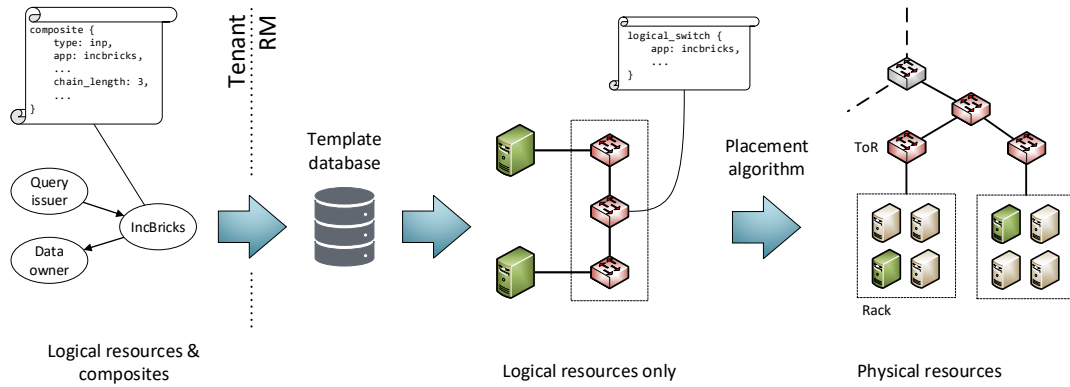 composite {
type: inp,
app: incbricks,
...
chain_length: 3,
...
}
Query
issuer
IncBricks
Data
owner
Logical resources &
composites
Tenant
RM
Template
database
logical_switch {
app: incbricks,
...
}
Logical resources only
Placement
algorithm
ToR
Rack
Physical resources